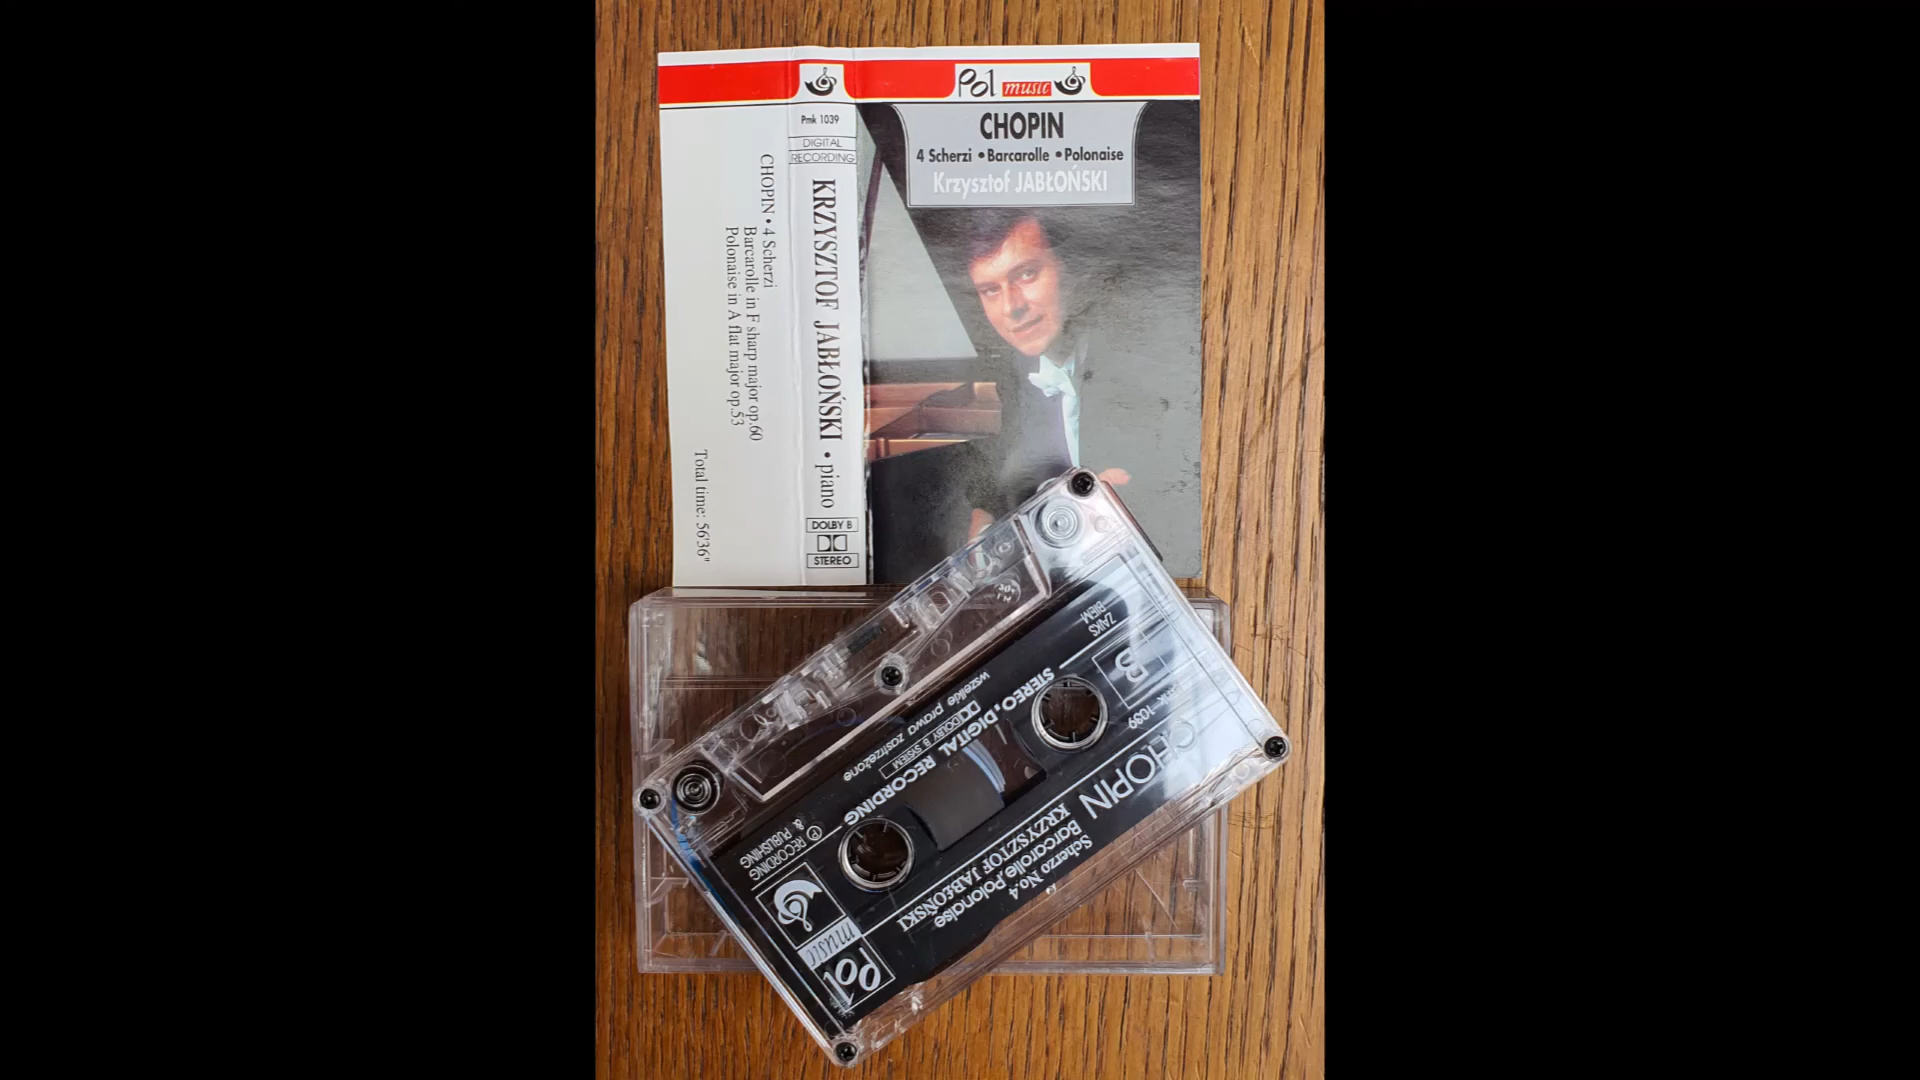 Pol music
CHOPIN
4 Scherzi • Barcarolle • Polonaise
Krzysztof JABŁOŃSKI
Pmk 1039
DIGITAL
RECORDING
KRZYSZTOF JABŁOŃSKI • piano
DOLBY B
STEREO
CHOPIN • 4 Scherzi
Barcarolle in F sharp major op.60
Polonaise in A flat major op.53
Total time: 56'36"
Pol
music
CHOPIN
KRZYSZTOF JABŁOŃSKI
Barcarolle,Polonaise
Scherzo No.4
1039
B
STEREO, DIGITAL RECORDING
DOLBY B SYSTEM
wszelkie prawa zastrzeżone
ZAIKS
BIEM
℗ RECORDING
& PUBLISHING